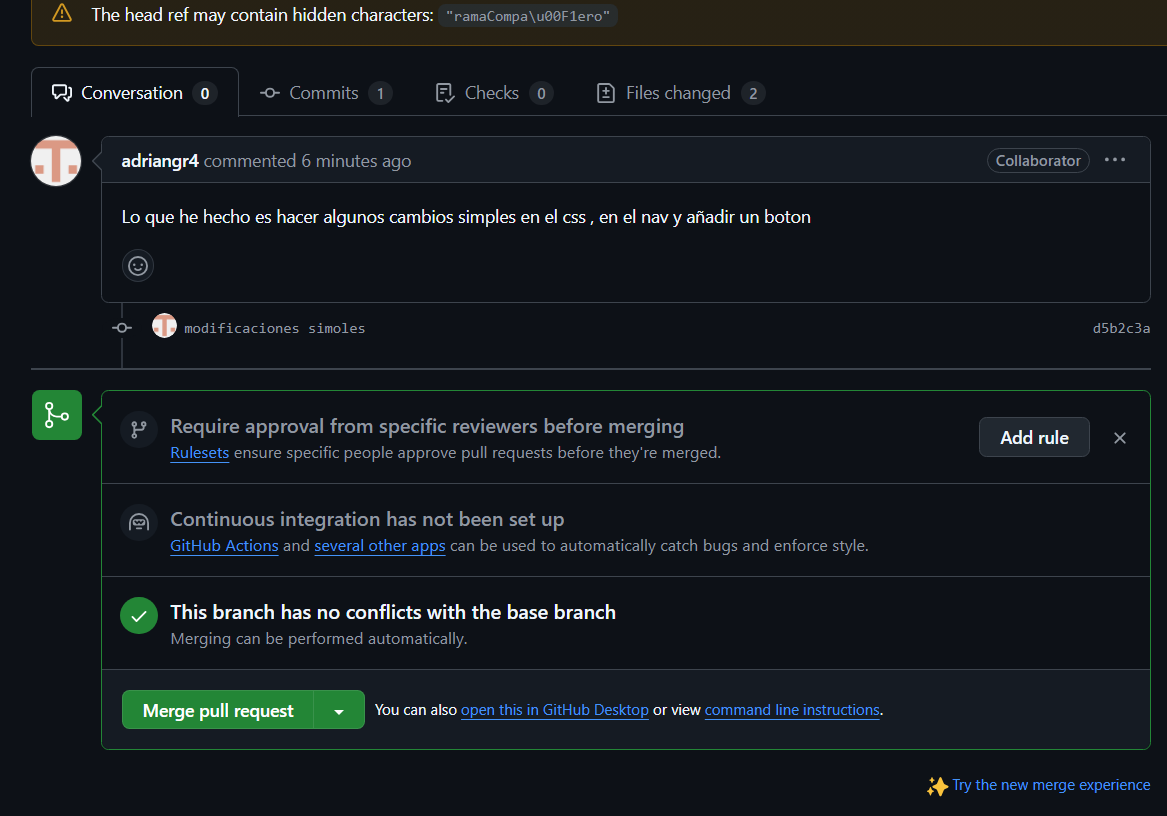 The head ref may contain hidden characters: "ramaCompa\u00F1ero"
Conversation 0 Commits 1 Checks 0 Files changed 2
adriangr4 commented 6 minutes ago Collaborator ...
Lo que he hecho es hacer algunos cambios simples en el css , en el nav y añadir un boton
modificaciones simoles d5b2c3a
Require approval from specific reviewers before merging
Rulesets ensure specific people approve pull requests before they're merged.
Add rule
Continuous integration has not been set up
GitHub Actions and several other apps can be used to automatically catch bugs and enforce style.
This branch has no conflicts with the base branch
Merging can be performed automatically.
Merge pull request You can also open this in GitHub Desktop or view command line instructions.
Try the new merge experience